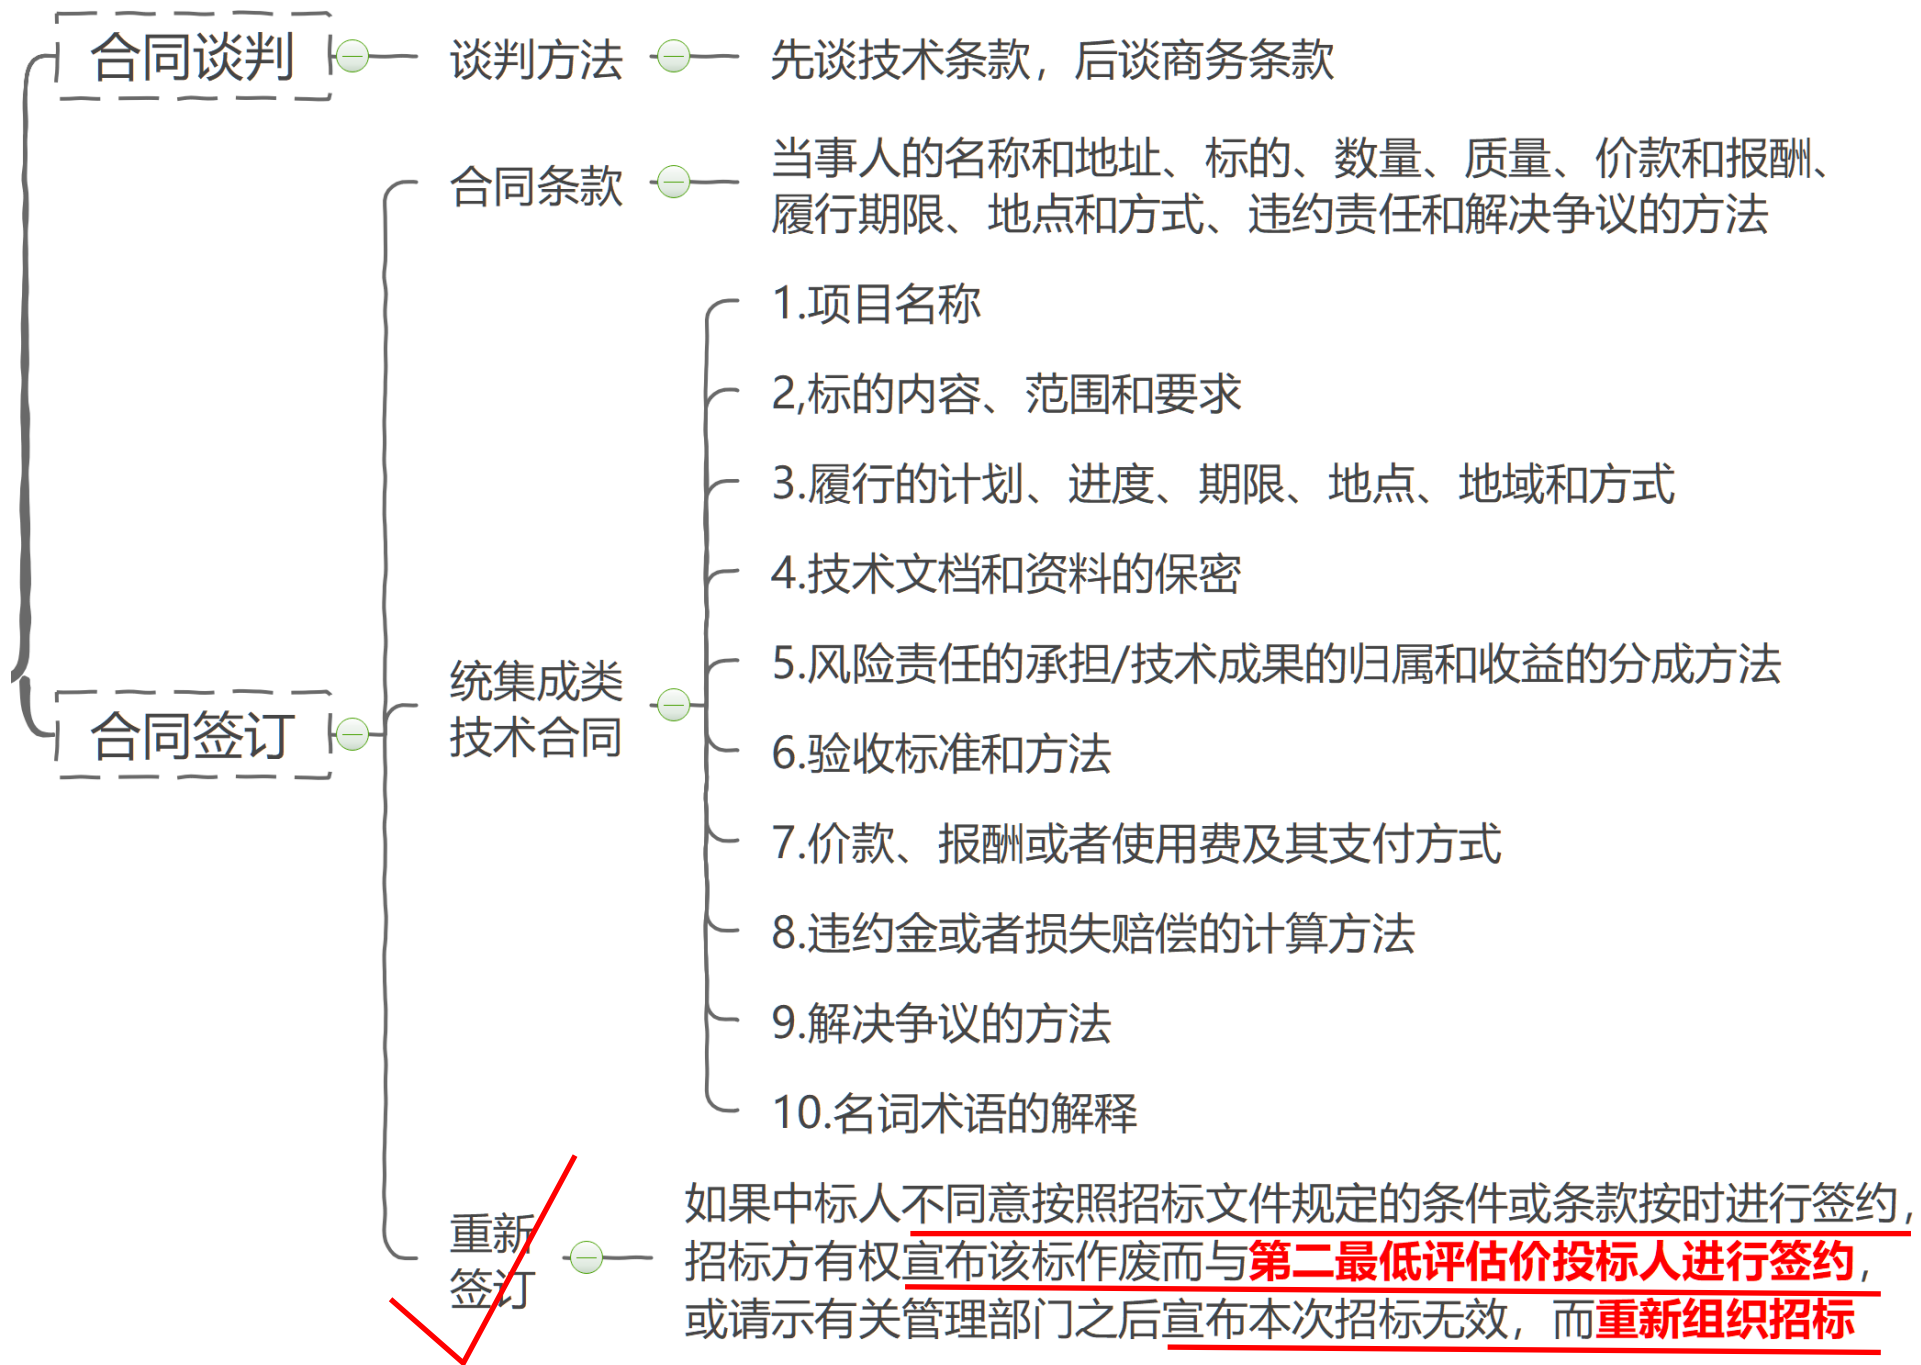 合同谈判
谈判方法
先谈技术条款，后谈商务条款
合同签订
合同条款
当事人的名称和地址、标的、数量、质量、价款和报酬、
履行期限、地点和方式、违约责任和解决争议的方法
统集成类
技术合同
1.项目名称
2,标的内容、范围和要求
3.履行的计划、进度、期限、地点、地域和方式
4.技术文档和资料的保密
5.风险责任的承担/技术成果的归属和收益的分成方法
6.验收标准和方法
7.价款、报酬或者使用费及其支付方式
8.违约金或者损失赔偿的计算方法
9.解决争议的方法
10.名词术语的解释
重新
签订
如果中标人不同意按照招标文件规定的条件或条款按时进行签约，
招标方有权宣布该标作废而与第二最低评估价投标人进行签约，
或请示有关管理部门之后宣布本次招标无效，而重新组织招标